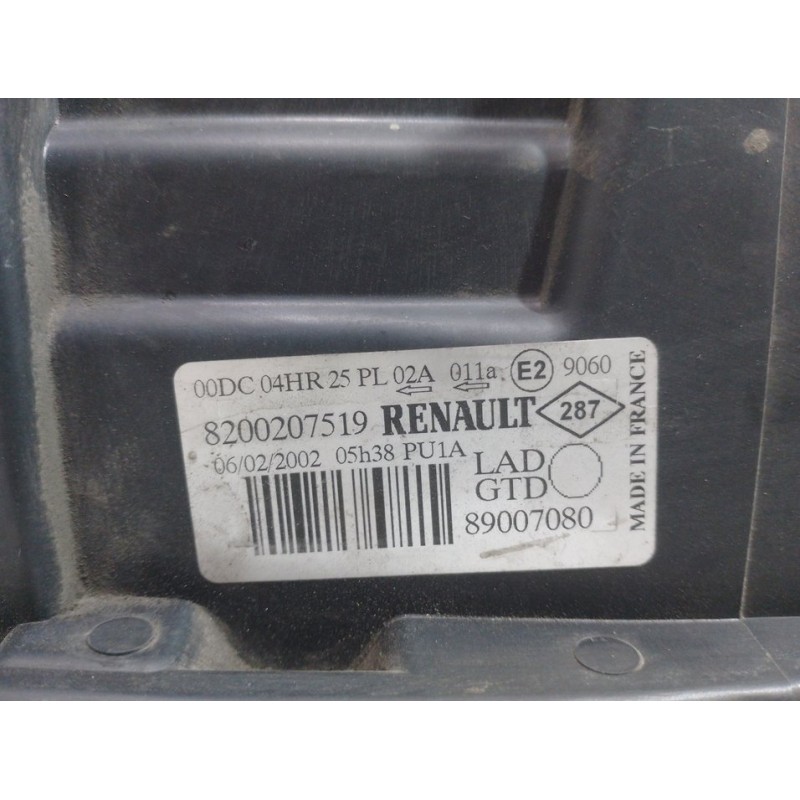 00DC 04HR 25 PL 02A 011a E2 9060
8200207519 RENAULT 287
06/02/2002 05h38 PU1A
LAD
GTD
89007080
MADE IN FRANCE